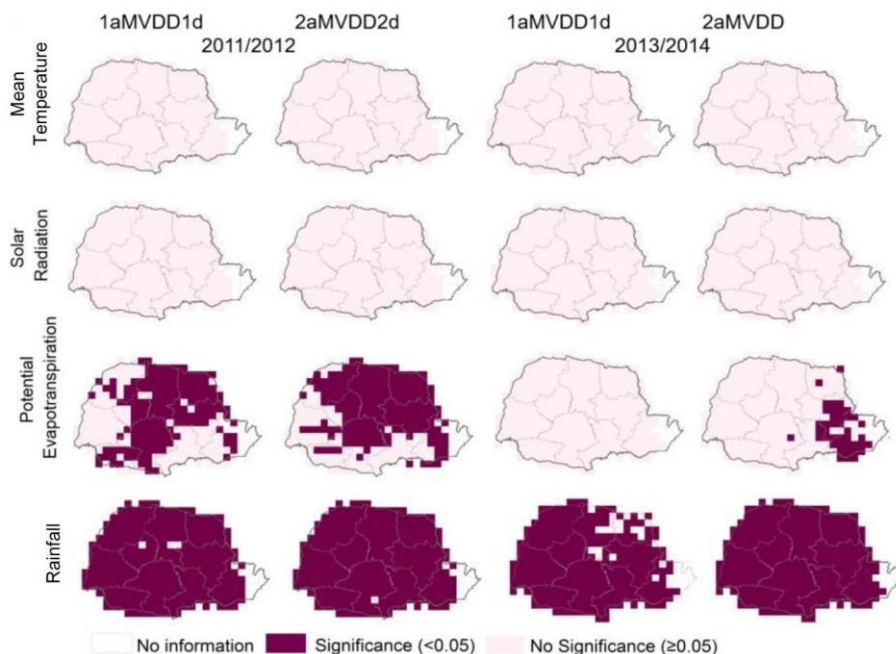 1aMVDD1d 2aMVDD2d 1aMVDD1d 2aMVDD
2011/2012 2013/2014
Mean
Temperature
Solar
Radiation
Potential
Evapotranspiration
Rainfall
No information Significance (<0.05) No Significance (≥0.05)